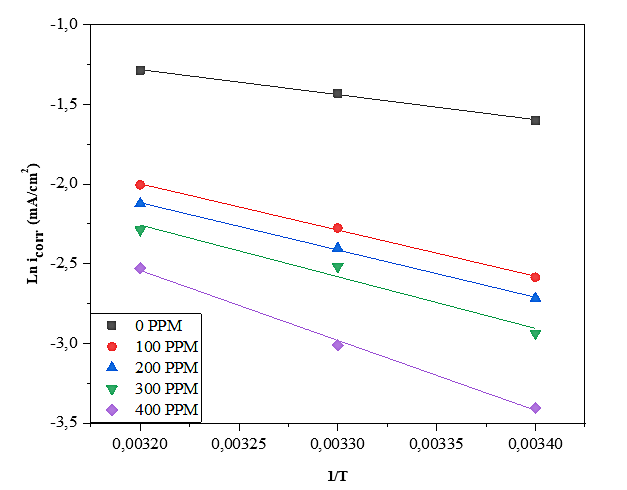 -1,0
-1,5
-2,0
-2,5
-3,0
-3,5
Ln i_corr (mA/cm²)
0 PPM
100 PPM
200 PPM
300 PPM
400 PPM
0,00320 0,00325 0,00330 0,00335 0,00340
1/T